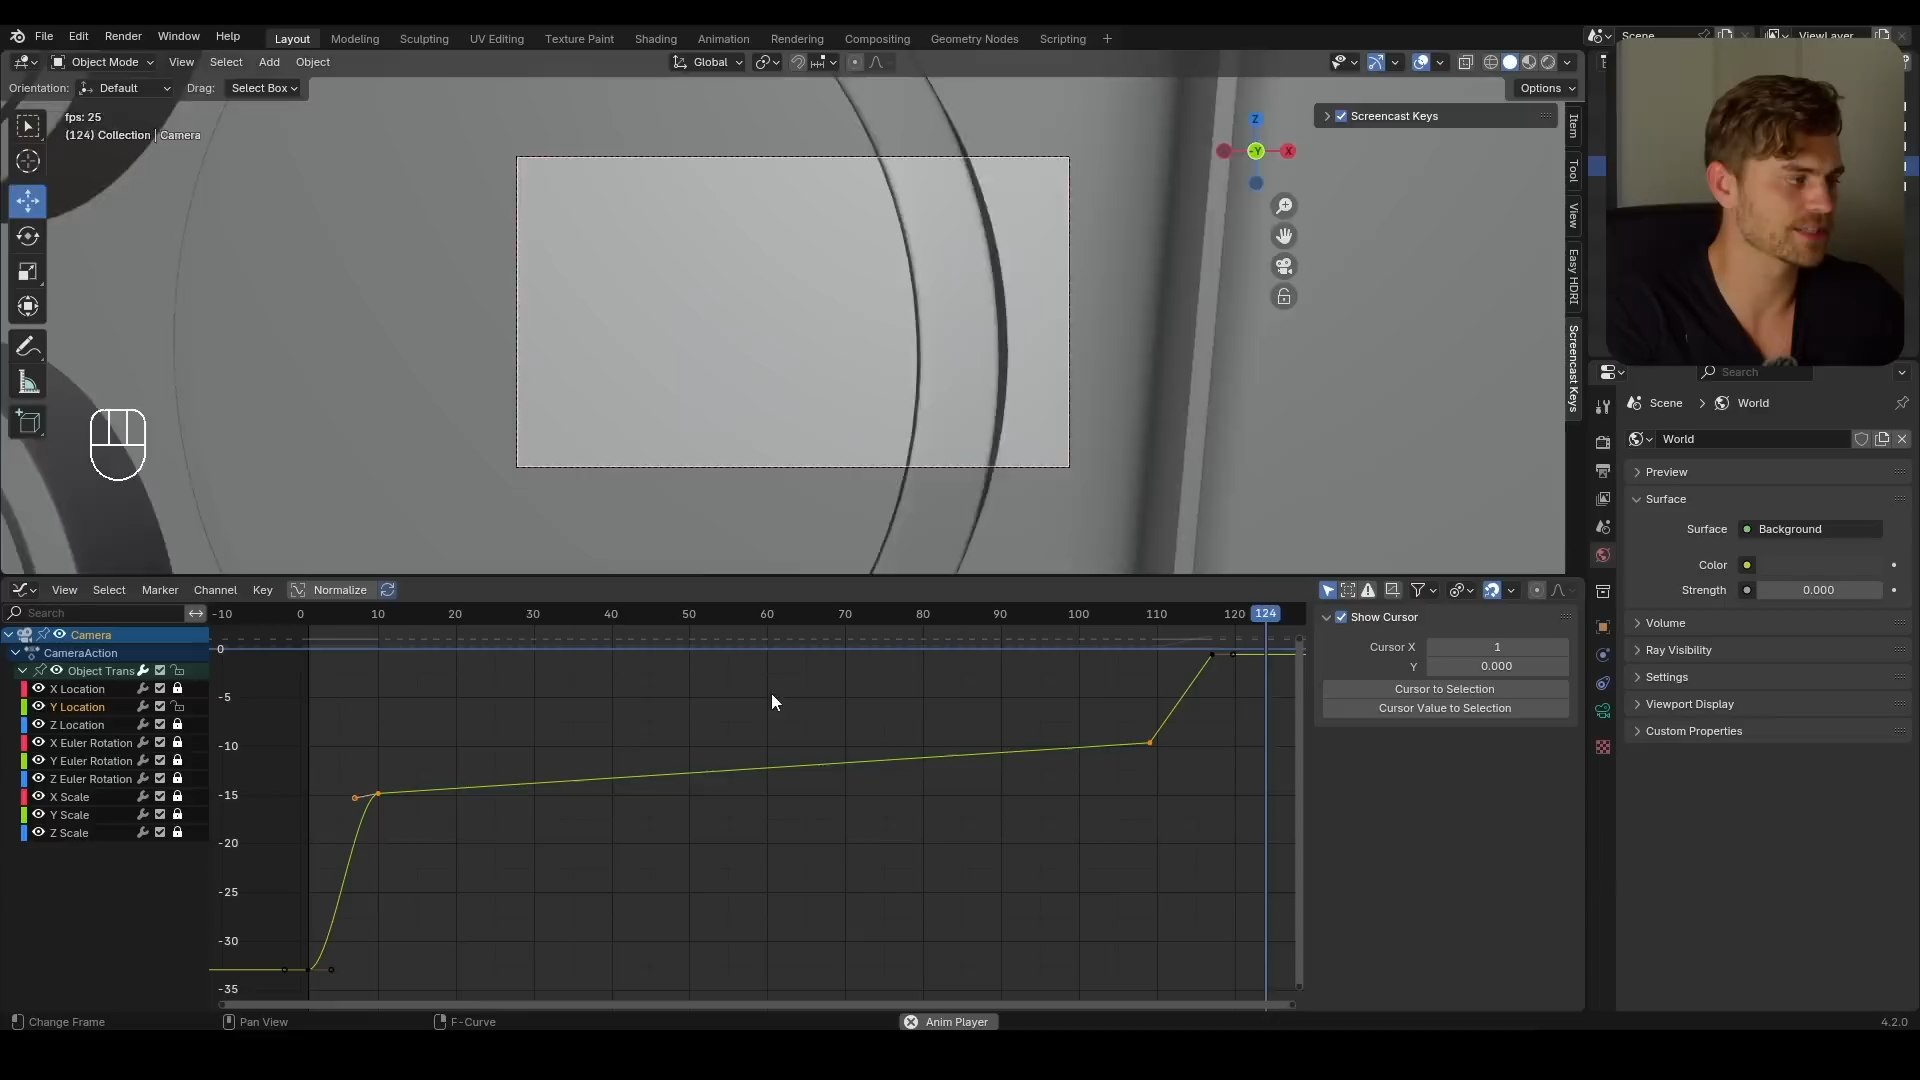 File Edit Render Window Help
Layout Modeling Sculpting UV Editing Texture Paint Shading Animation Rendering Compositing Geometry Nodes Scripting +
Scene ViewLayer
Object Mode View Select Add Object Global
Orientation: Default Drag: Select Box Options
fps: 25
(124) Collection | Camera
Screencast Keys
Z
-Y
X
Item
Tool
View
Easy HDRI
Screencast Keys
Search
Scene > World
World
Preview
Surface
Surface Background
Color
Strength 0.000
Volume
Ray Visibility
Settings
Viewport Display
Custom Properties
View Select Marker Channel Key Normalize
Search
-10 0 10 20 30 40 50 60 70 80 90 100 110 120 124
Camera
CameraAction
Object Trans
X Location
Y Location
Z Location
X Euler Rotation
Y Euler Rotation
Z Euler Rotation
X Scale
Y Scale
Z Scale
0
-5
-10
-15
-20
-25
-30
-35
Show Cursor
Cursor X 1
Y 0.000
Cursor to Selection
Cursor Value to Selection
Change Frame Pan View F-Curve Anim Player 4.2.0